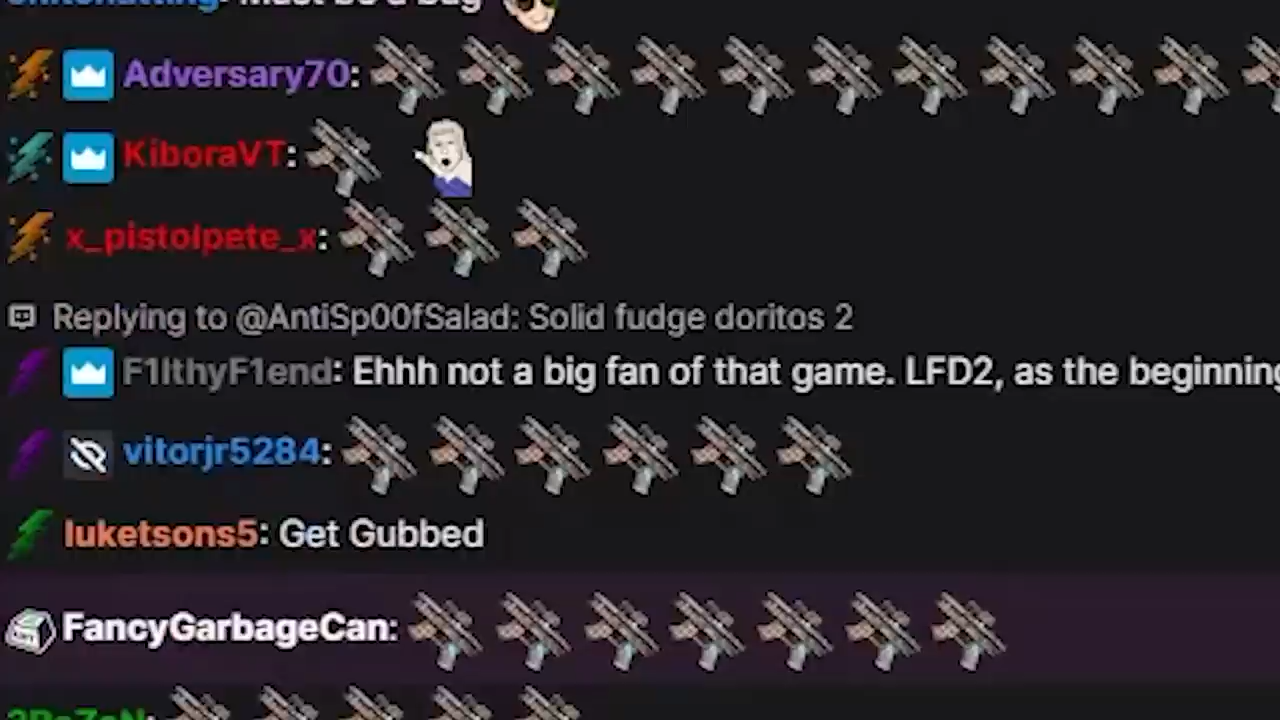 Adversary70:
KiboraVT:
x_pistolpete_x:
Replying to @AntiSp00fSalad: Solid fudge doritos 2
F1lthyF1end: Ehhh not a big fan of that game. LFD2, as the beginning
vitorjr5284:
luketsons5: Get Gubbed
FancyGarbageCan: